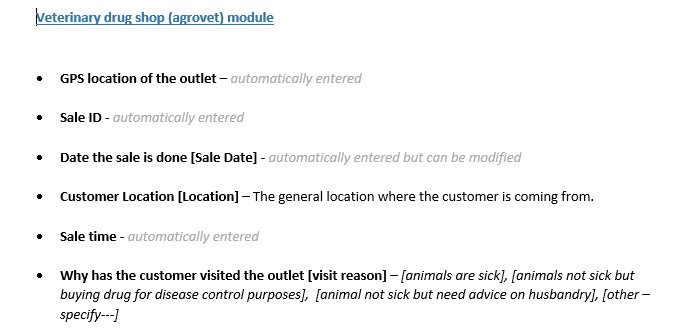 Veterinary drug shop (agrovet) module
• GPS location of the outlet – automatically entered
• Sale ID - automatically entered
• Date the sale is done [Sale Date] - automatically entered but can be modified
• Customer Location [Location] – The general location where the customer is coming from.
• Sale time - automatically entered
• Why has the customer visited the outlet [visit reason] – [animals are sick], [animals not sick but
buying drug for disease control purposes], [animal not sick but need advice on husbandry], [other –
specify---]